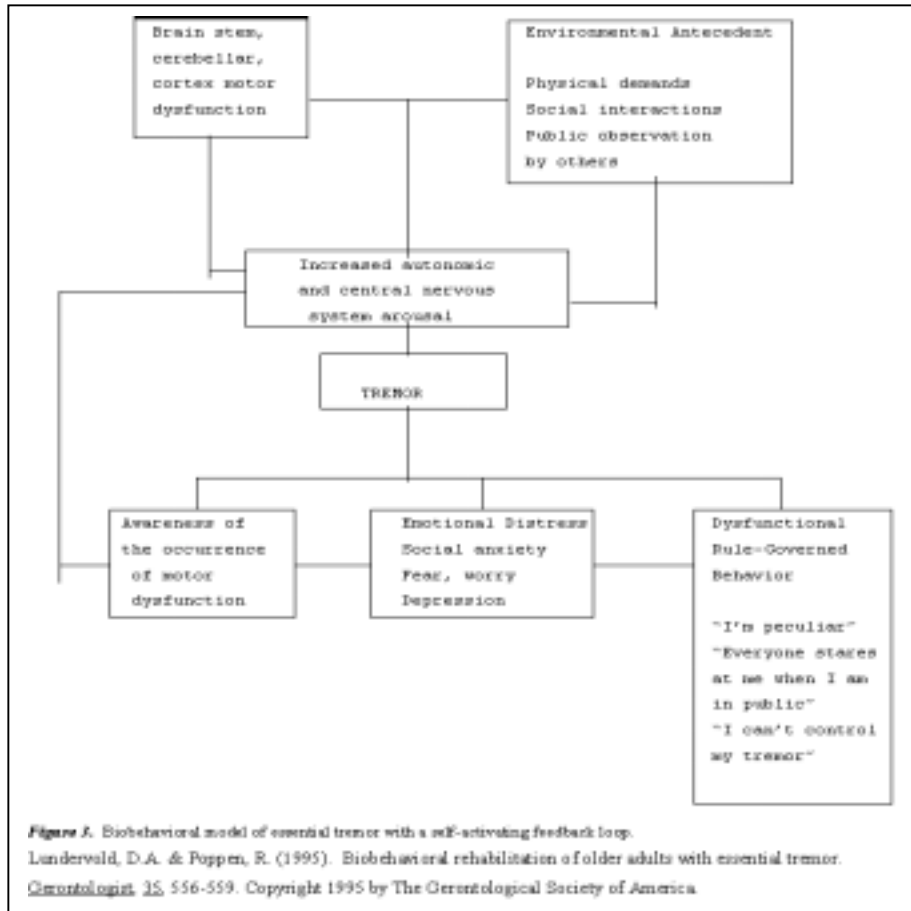 Brain stem,
cerebellar,
cortex motor
dysfunction
Environmental Antecedent
Physical demands
Social interactions
Public observation
by others
Increased autonomic
and central nervous
system arousal
TREMOR
Awareness of
the occurrence
of motor
dysfunction
Emotional Distress
Social anxiety
Fear, worry
Depression
Dysfunctional
Rule-Governed
Behavior
"I'm peculiar"
"Everyone stares
at me when I am
in public"
"I can't control
my tremor"
Figure 3. Biobehavioral model of essential tremor with a self-activating feedback loop.
Lundervold, D.A. & Poppen, R. (1995). Biobehavioral rehabilitation of older adults with essential tremor.
Gerontologist, 35, 556-559. Copyright 1995 by The Gerontological Society of America